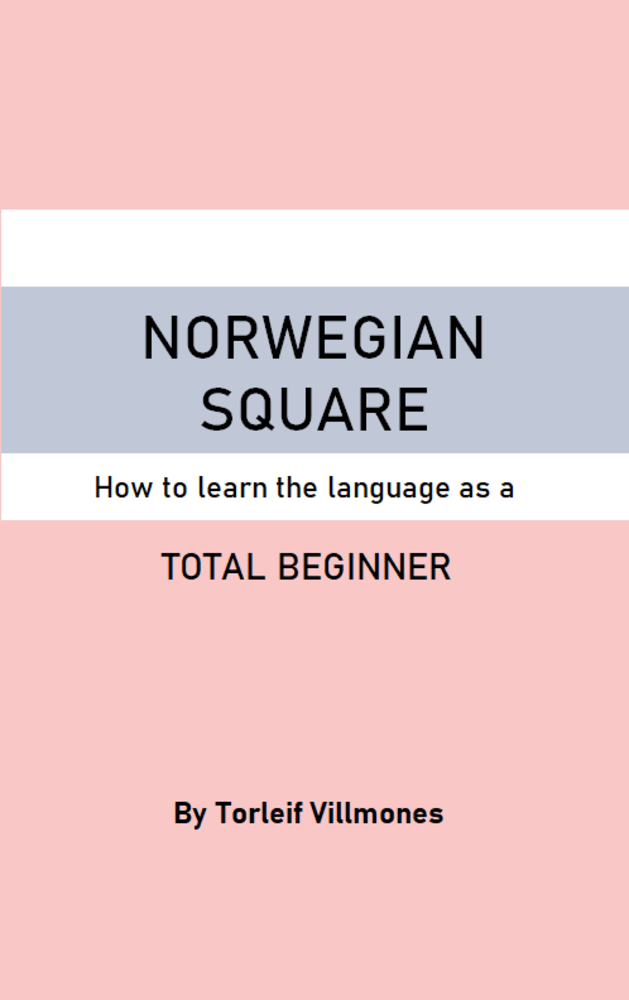 NORWEGIAN
SQUARE
How to learn the language as a
TOTAL BEGINNER
By Torleif Villmones